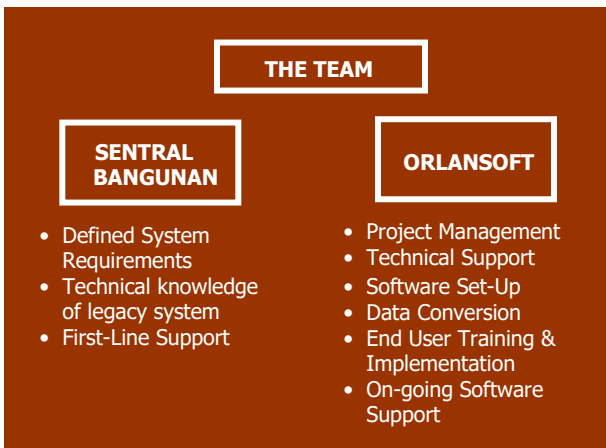 THE TEAM
SENTRAL
BANGUNAN
• Defined System
Requirements
• Technical knowledge
of legacy system
• First-Line Support
ORLANSOFT
• Project Management
• Technical Support
• Software Set-Up
• Data Conversion
• End User Training &
Implementation
• On-going Software
Support